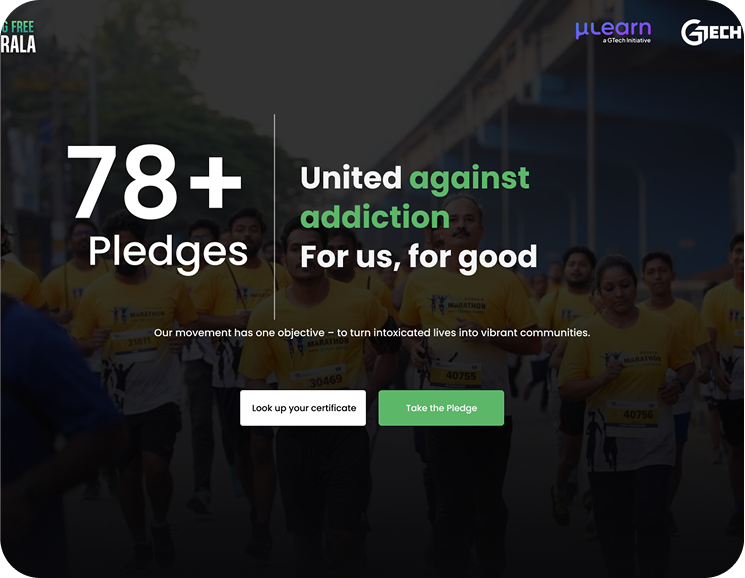 G FREE
RALA
μLearn
a GTech Initiative
GTECH
78+
Pledges
United against
addiction
For us, for good
Our movement has one objective – to turn intoxicated lives into vibrant communities.
Look up your certificate
Take the Pledge
MARATHON
MARATHON
MARATHON
MARATHON
31511
30469
40755
40756